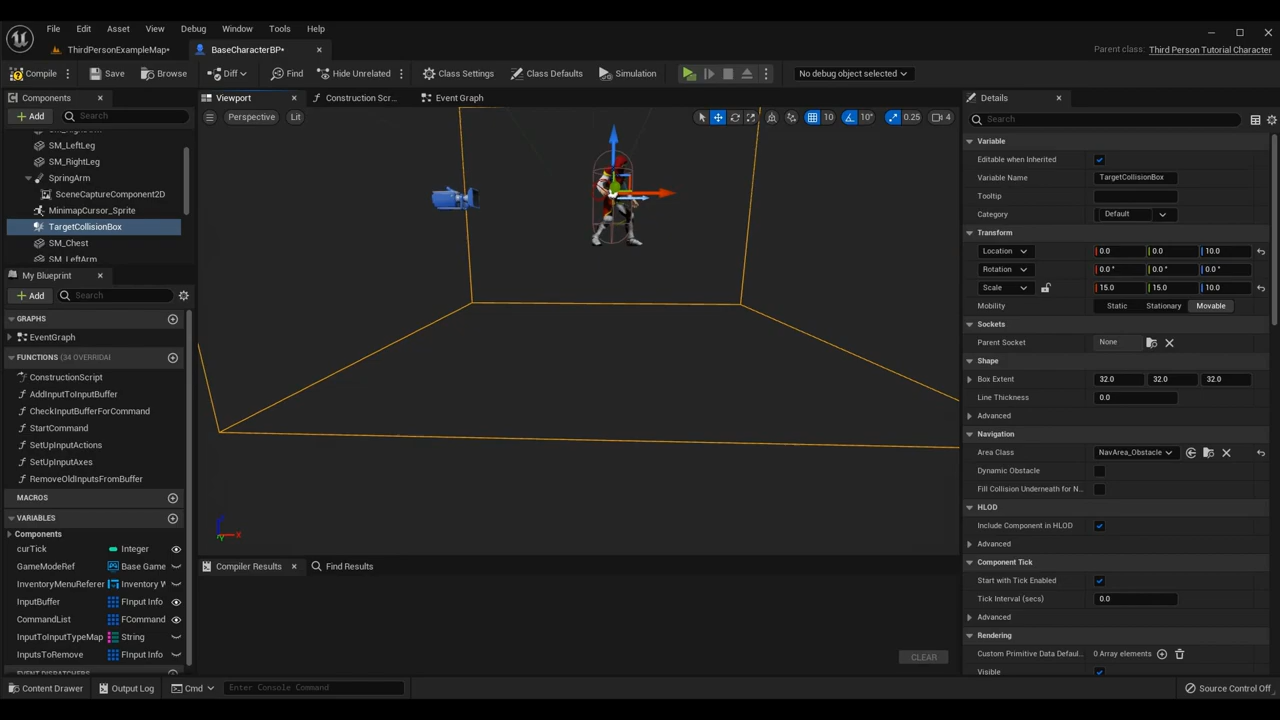 File Edit Asset View Debug Window Tools Help
ThirdPersonExampleMap* BaseCharacterBP* Parent class: Third Person Tutorial Character
Compile Save Browse Diff Find Hide Unrelated Class Settings Class Defaults Simulation No debug object selected
Components Viewport Construction Scr... Event Graph Details
Add Search Perspective Lit 10 10° 0.25 4 Search
SM_LeftLeg
SM_RightLeg
SpringArm
SceneCaptureComponent2D
MinimapCursor_Sprite
TargetCollisionBox
SM_Chest
SM_LeftArm
My Blueprint
Add Search
GRAPHS
EventGraph
FUNCTIONS (34 OVERRIDAI
ConstructionScript
AddInputToInputBuffer
CheckInputBufferForCommand
StartCommand
SetUpInputActions
SetUpInputAxes
RemoveOldInputsFromBuffer
MACROS
VARIABLES
Components
curTick Integer
GameModeRef Base Game
InventoryMenuReferer Inventory W
InputBuffer FInput Info
CommandList FCommand
InputToInputTypeMap String
InputsToRemove FInput Info
EVENT DISPATCHERS
Compiler Results Find Results
CLEAR
Variable
Editable when Inherited
Variable Name TargetCollisionBox
Tooltip
Category Default
Transform
Location 0.0 0.0 10.0
Rotation 0.0 ° 0.0 ° 0.0 °
Scale 15.0 15.0 10.0
Mobility Static Stationary Movable
Sockets
Parent Socket None
Shape
Box Extent 32.0 32.0 32.0
Line Thickness 0.0
Advanced
Navigation
Area Class NavArea_Obstacle
Dynamic Obstacle
Fill Collision Underneath for N...
HLOD
Include Component in HLOD
Advanced
Component Tick
Start with Tick Enabled
Tick Interval (secs) 0.0
Advanced
Rendering
Custom Primitive Data Defaul... 0 Array elements
Visible
Content Drawer Output Log Cmd Enter Console Command Source Control Off